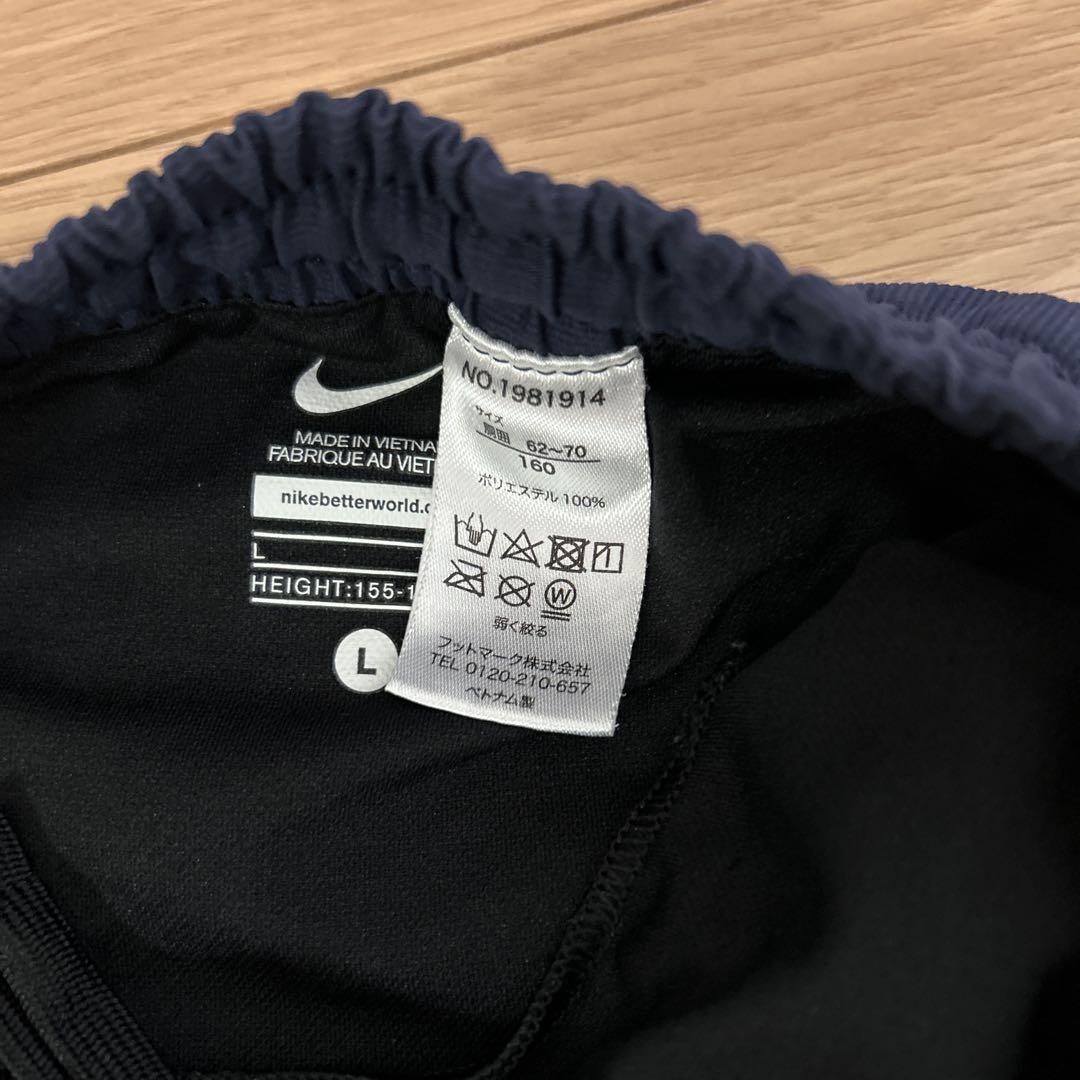 MADE IN VIETNA
FABRIQUE AU VIET
nikebetterworld.c
L
HEIGHT:155-1
L
NO.1981914
サイズ
胴囲 62~70
160
ポリエステル 100%
W
弱く絞る
フットマーク株式会社
TEL 0120-210-657
ベトナム製